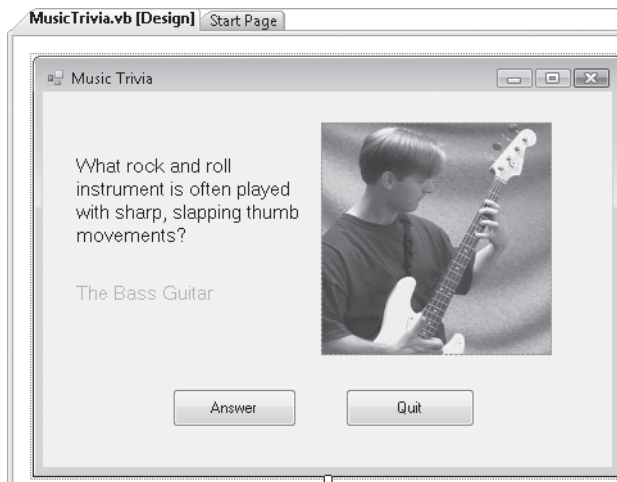 MusicTrivia.vb [Design] Start Page
Music Trivia
What rock and roll
instrument is often played
with sharp, slapping thumb
movements?
The Bass Guitar
Answer Quit